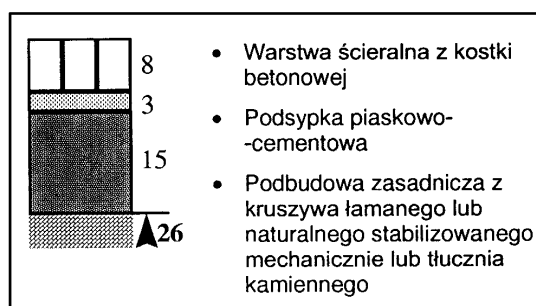 8
3
15
26
• Warstwa ścieralna z kostki
betonowej
• Podsypka piaskowo-
-cementowa
• Podbudowa zasadnicza z
kruszywa łamanego lub
naturalnego stabilizowanego
mechanicznie lub tłucznia
kamiennego